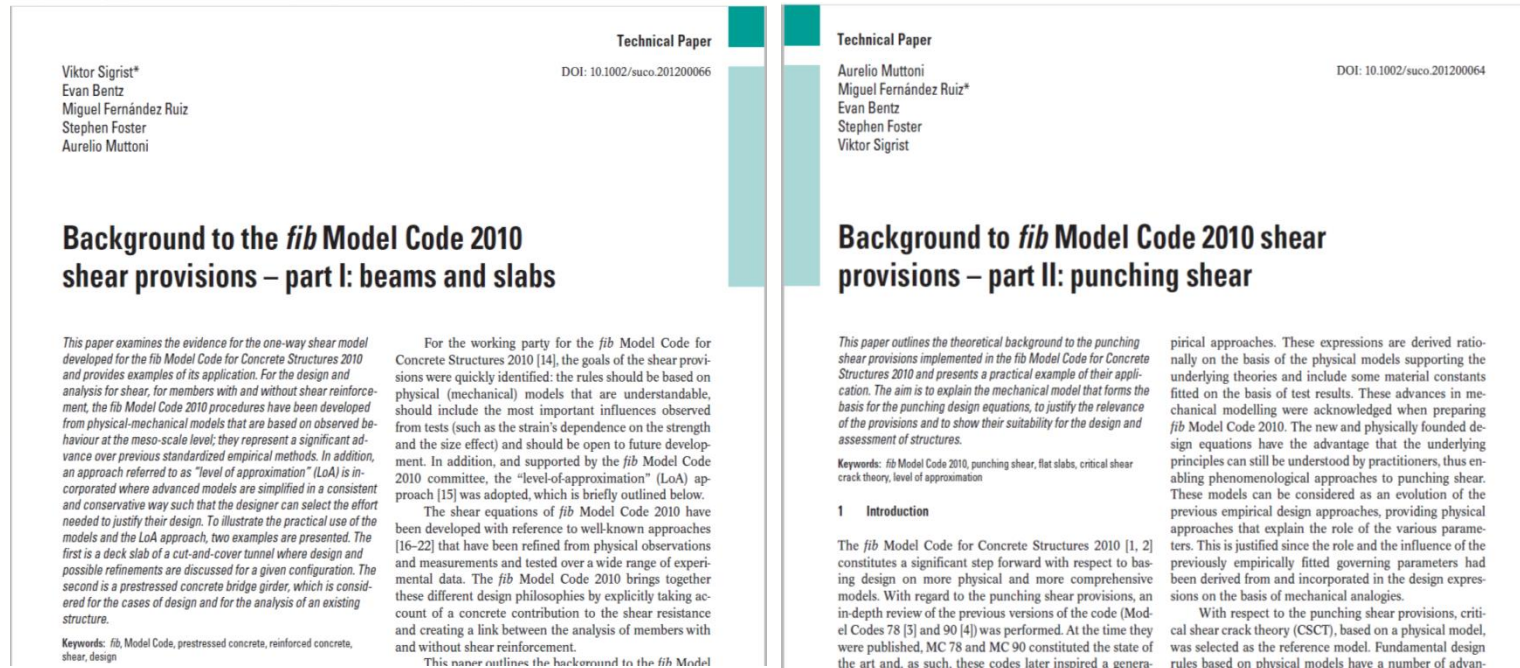 Technical Paper
Viktor Sigrist*
Evan Bentz
Miguel Fernández Ruiz
Stephen Foster
Aurelio Muttoni
DOI: 10.1002/suco.201200066
Background to the fib Model Code 2010
shear provisions – part I: beams and slabs
This paper examines the evidence for the one-way shear model
developed for the fib Model Code for Concrete Structures 2010
and provides examples of its application. For the design and
analysis for shear, for members with and without shear reinforce-
ment, the fib Model Code 2010 procedures have been developed
from physical-mechanical models that are based on observed be-
haviour at the meso-scale level; they represent a significant ad-
vance over previous standardized empirical methods. In addition,
an approach referred to as “level of approximation” (LoA) is in-
corporated where advanced models are simplified in a consistent
and conservative way such that the designer can select the effort
needed to justify their design. To illustrate the practical use of the
models and the LoA approach, two examples are presented. The
first is a deck slab of a cut-and-cover tunnel where design and
possible refinements are discussed for a given configuration. The
second is a prestressed concrete bridge girder, which is consid-
ered for the cases of design and for the analysis of an existing
structure.
Keywords: fib, Model Code, prestressed concrete, reinforced concrete,
shear, design
For the working party for the fib Model Code for
Concrete Structures 2010 [14], the goals of the shear provi-
sions were quickly identified: the rules should be based on
physical (mechanical) models that are understandable,
should include the most important influences observed
from tests (such as the strain’s dependence on the strength
and the size effect) and should be open to future develop-
ment. In addition, and supported by the fib Model Code
2010 committee, the “level-of-approximation” (LoA) ap-
proach [15] was adopted, which is briefly outlined below.
The shear equations of fib Model Code 2010 have
been developed with reference to well-known approaches
[16–22] that have been refined from physical observations
and measurements and tested over a wide range of experi-
mental data. The fib Model Code 2010 brings together
these different design philosophies by explicitly taking ac-
count of a concrete contribution to the shear resistance
and creating a link between the analysis of members with
and without shear reinforcement.
This paper outlines the background to the fib Model
Technical Paper
Aurelio Muttoni
Miguel Fernández Ruiz*
Evan Bentz
Stephen Foster
Viktor Sigrist
DOI: 10.1002/suco.201200064
Background to fib Model Code 2010 shear
provisions – part II: punching shear
This paper outlines the theoretical background to the punching
shear provisions implemented in the fib Model Code for Concrete
Structures 2010 and presents a practical example of their appli-
cation. The aim is to explain the mechanical model that forms the
basis for the punching design equations, to justify the relevance
of the provisions and to show their suitability for the design and
assessment of structures.
Keywords: fib Model Code 2010, punching shear, flat slabs, critical shear
crack theory, level of approximation
1 Introduction
The fib Model Code for Concrete Structures 2010 [1, 2]
constitutes a significant step forward with respect to bas-
ing design on more physical and more comprehensive
models. With regard to the punching shear provisions, an
in-depth review of the previous versions of the code (Mod-
el Codes 78 [3] and 90 [4]) was performed. At the time they
were published, MC 78 and MC 90 constituted the state of
the art and, as such, these codes later inspired a genera-
pirical approaches. These expressions are derived ratio-
nally on the basis of the physical models supporting the
underlying theories and include some material constants
fitted on the basis of test results. These advances in me-
chanical modelling were acknowledged when preparing
fib Model Code 2010. The new and physically founded de-
sign equations have the advantage that the underlying
principles can still be understood by practitioners, thus en-
abling phenomenological approaches to punching shear.
These models can be considered as an evolution of the
previous empirical design approaches, providing physical
approaches that explain the role of the various parame-
ters. This is justified since the role and the influence of the
previously empirically fitted governing parameters had
been derived from and incorporated in the design expres-
sions on the basis of mechanical analogies.
With respect to the punching shear provisions, criti-
cal shear crack theory (CSCT), based on a physical model,
was selected as the reference model. Fundamental design
rules based on physical models have a number of advan-